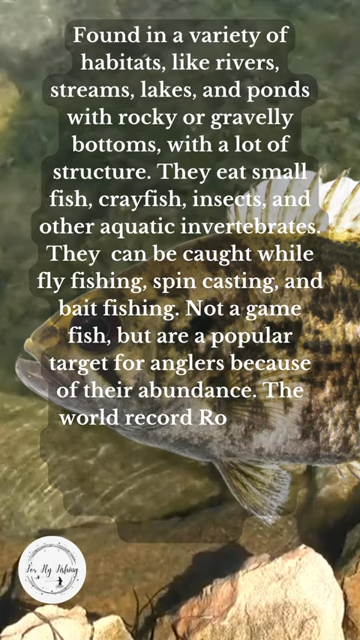 Found in a variety of
habitats, like rivers,
streams, lakes, and ponds
with rocky or gravelly
bottoms, with a lot of
structure. They eat small
fish, crayfish, insects, and
other aquatic invertebrates.
They can be caught while
fly fishing, spin casting, and
bait fishing. Not a game
fish, but are a popular
target for anglers because
of their abundance. The
world record Ro
For Fly Fishing